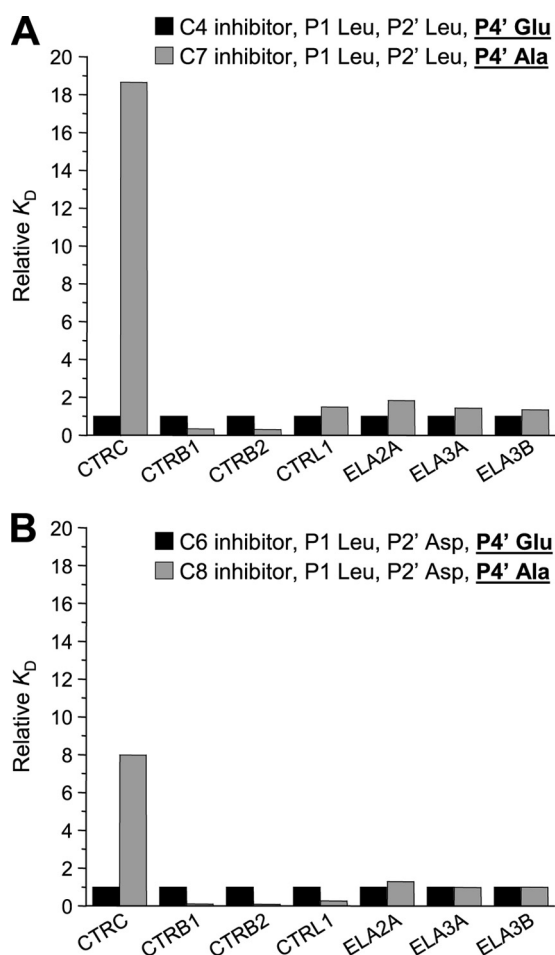 A
C4 inhibitor, P1 Leu, P2' Leu, P4' Glu
C7 inhibitor, P1 Leu, P2' Leu, P4' Ala
20
18
16
14
12
10
8
6
4
2
0
Relative KD
CTRC
CTRB1
CTRB2
CTRL1
ELA2A
ELA3A
ELA3B
B
C6 inhibitor, P1 Leu, P2' Asp, P4' Glu
C8 inhibitor, P1 Leu, P2' Asp, P4' Ala
20
18
16
14
12
10
8
6
4
2
0
Relative KD
CTRC
CTRB1
CTRB2
CTRL1
ELA2A
ELA3A
ELA3B